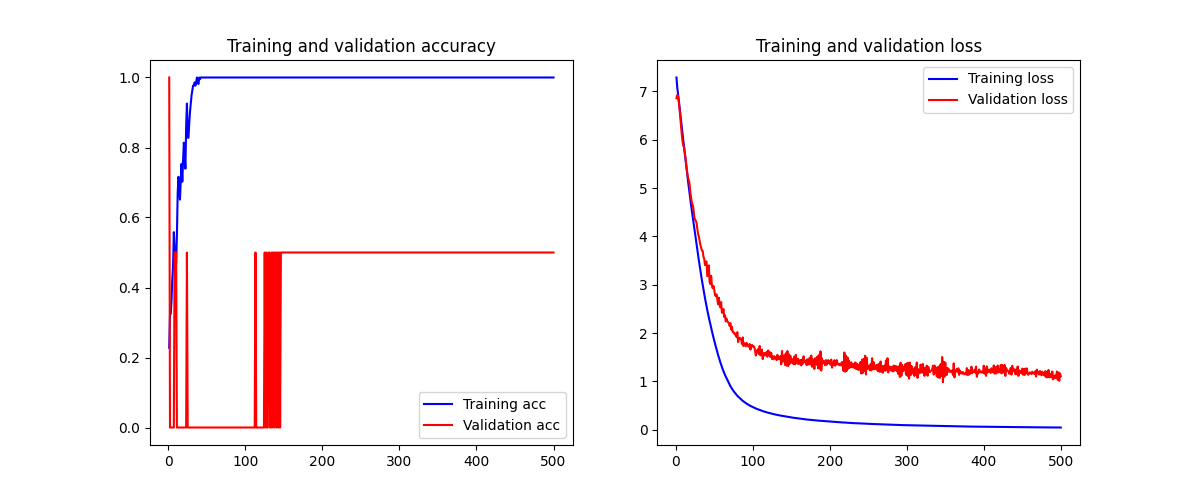 Training and validation accuracy
1.0
0.8
0.6
0.4
0.2
0.0
Training acc
Validation acc
0 100 200 300 400 500
Training and validation loss
7
6
5
4
3
2
1
0
Training loss
Validation loss
0 100 200 300 400 500